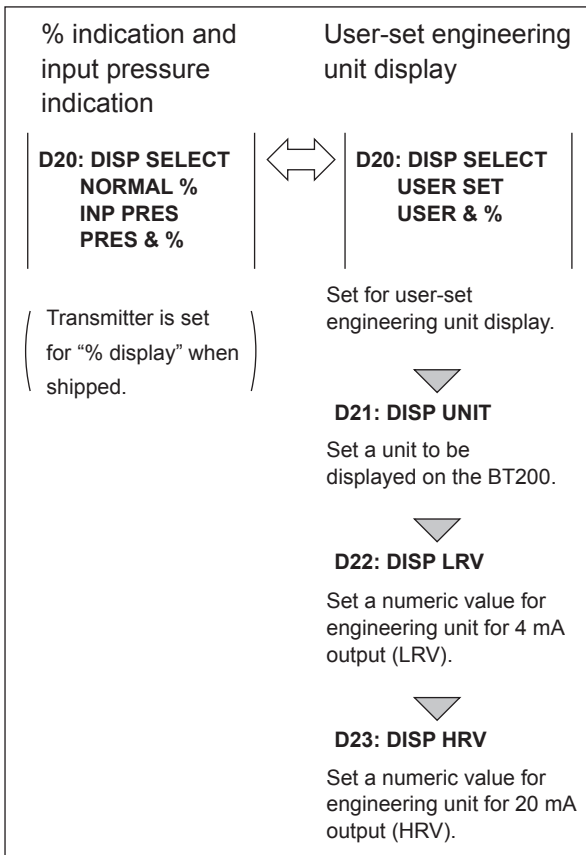 % indication and
input pressure
indication
D20: DISP SELECT
NORMAL %
INP PRES
PRES & %
Transmitter is set
for “% display” when
shipped.
User-set engineering
unit display
D20: DISP SELECT
USER SET
USER & %
Set for user-set
engineering unit display.
D21: DISP UNIT
Set a unit to be
displayed on the BT200.
D22: DISP LRV
Set a numeric value for
engineering unit for 4 mA
output (LRV).
D23: DISP HRV
Set a numeric value for
engineering unit for 20 mA
output (HRV).